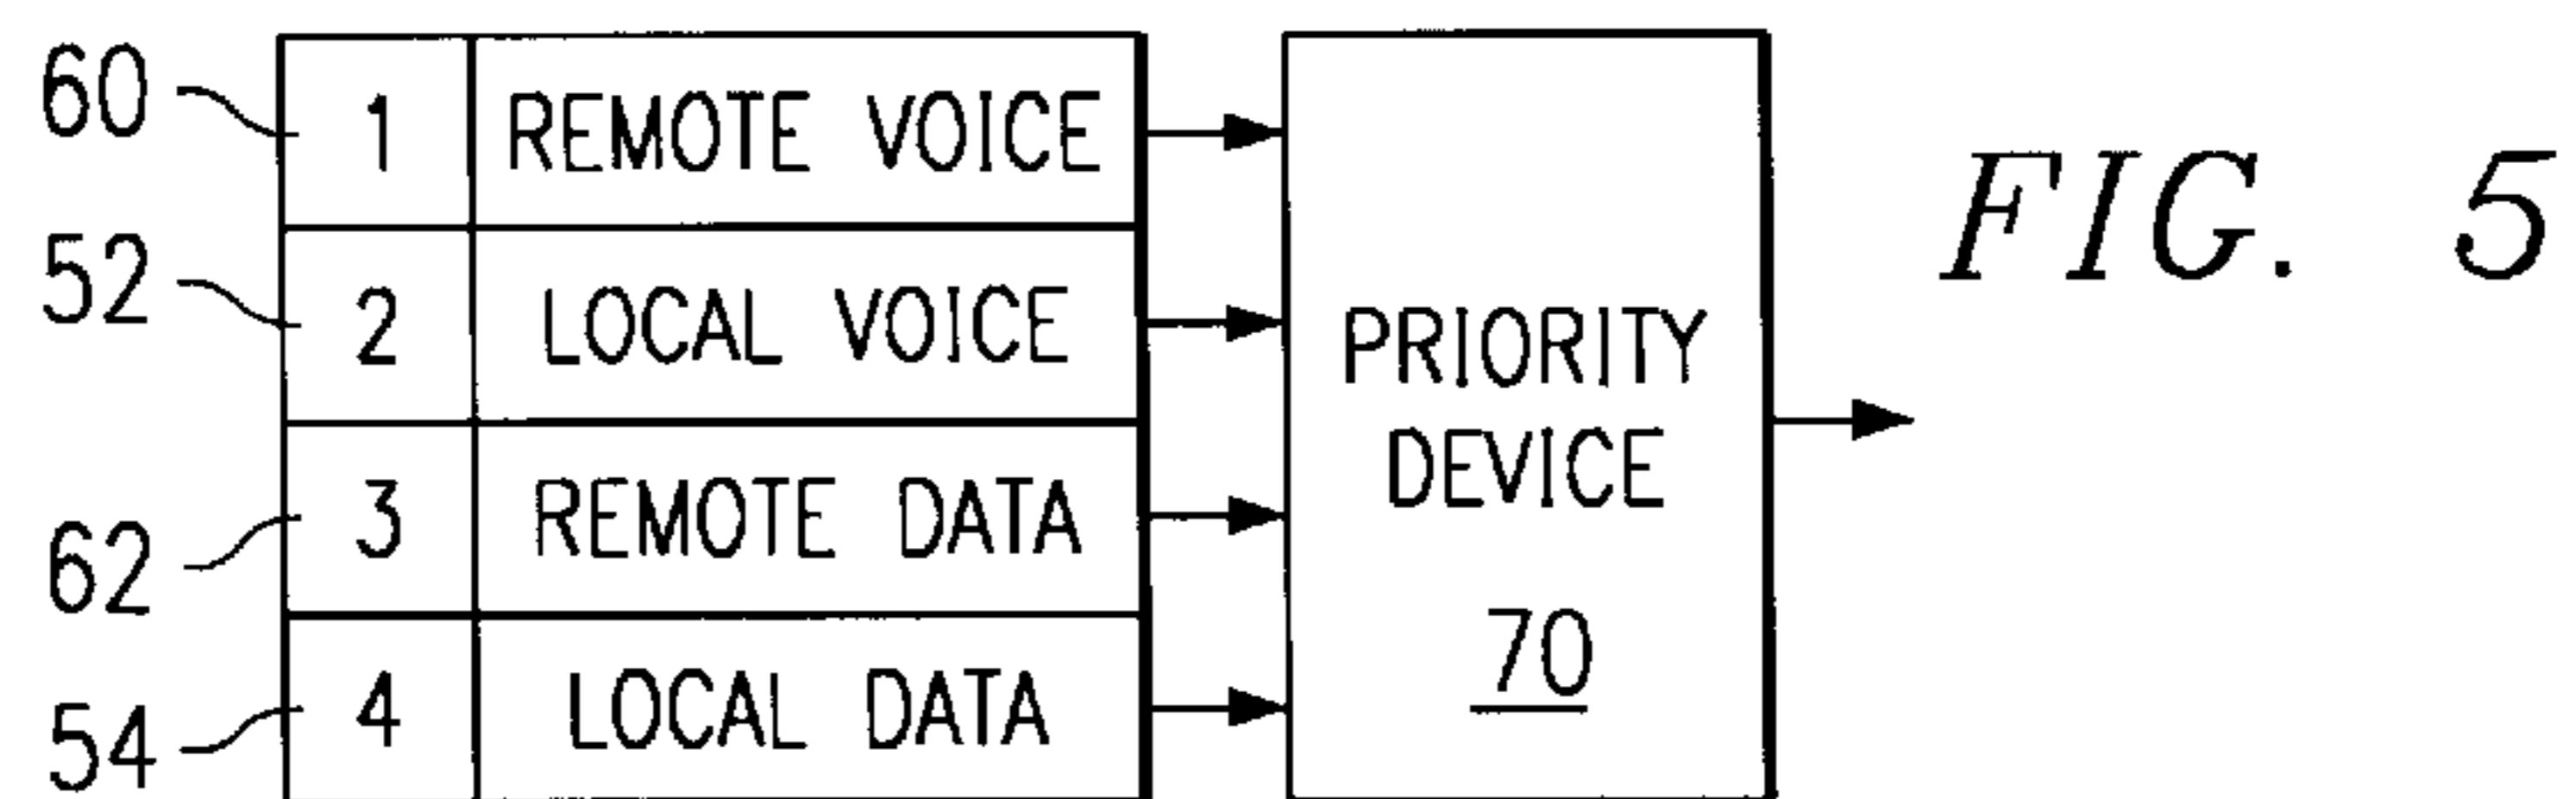 60 1 REMOTE VOICE
52 2 LOCAL VOICE
62 3 REMOTE DATA
54 4 LOCAL DATA
PRIORITY
DEVICE
70
FIG. 5